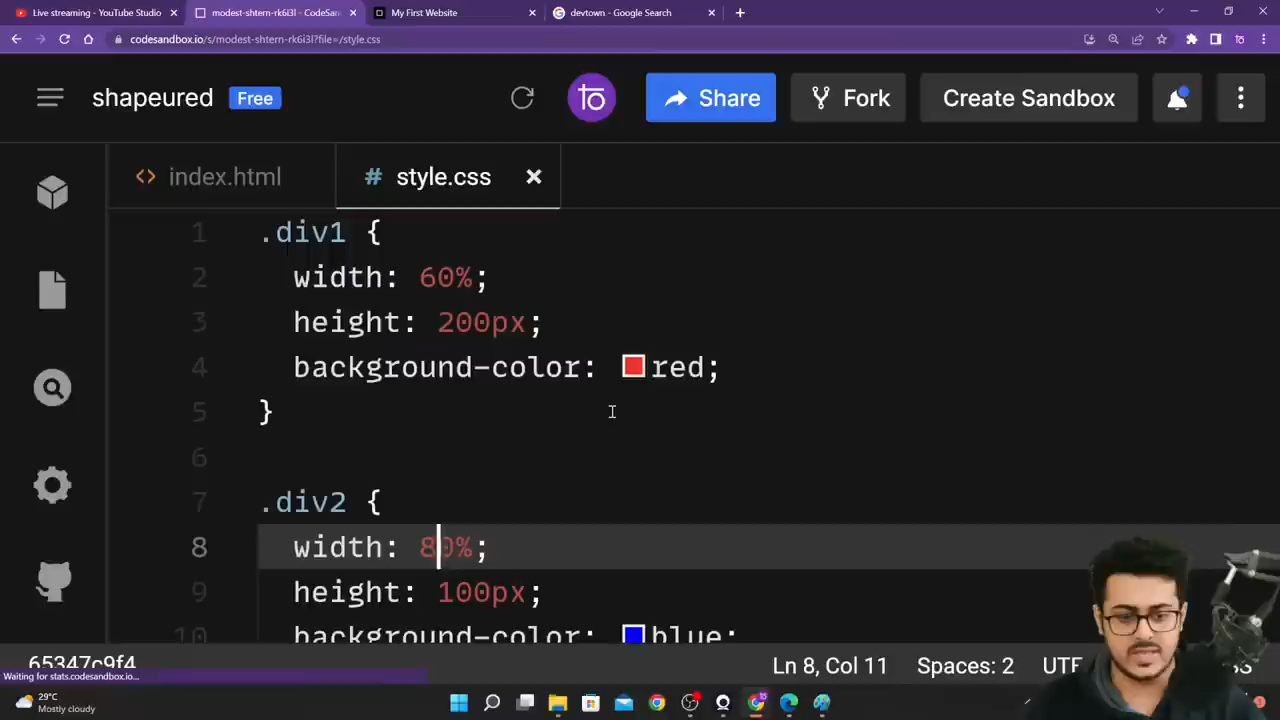 Live streaming - YouTube Studio
modest-shtern-rk6i3l - CodeSan
My First Website
devtown - Google Search
codesandbox.io/s/modest-shtern-rk6i3l?file=/style.css
shapeured Free
Share
Fork
Create Sandbox
index.html
# style.css
1 .div1 {
2 width: 60%;
3 height: 200px;
4 background-color: red;
5 }
6
7 .div2 {
8 width: 80%;
9 height: 100px;
10 background-color: blue;
65347c9f4
Ln 8, Col 11
Spaces: 2
UTF
Waiting for stats.codesandbox.io...
29°C
Mostly cloudy